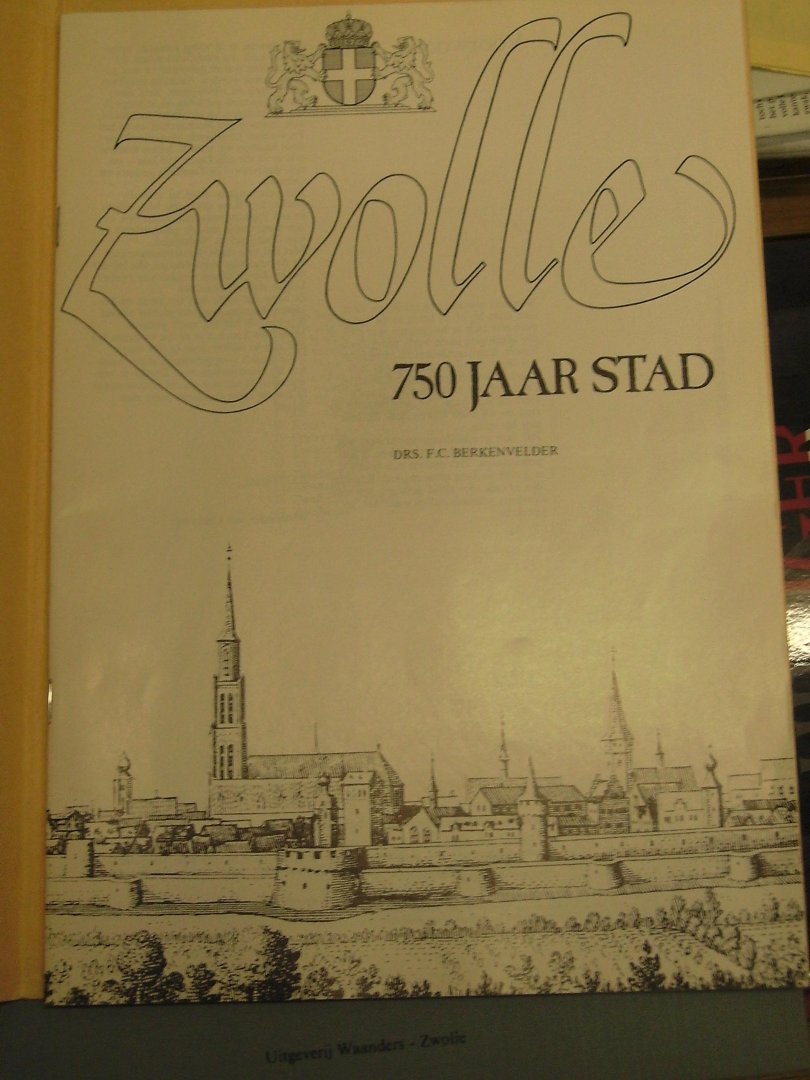 Zwolle
750 JAAR STAD
DRS. F.C. BERKENVELDER
Uitgeverij Waanders - Zwolle